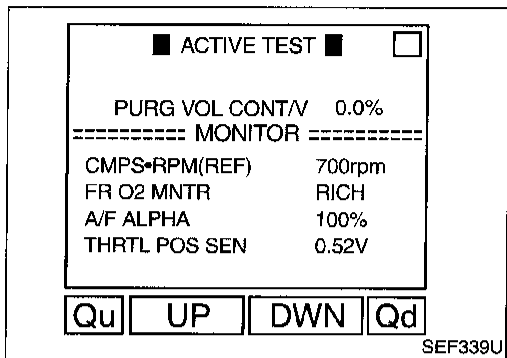 ■ ACTIVE TEST ■
PURG VOL CONT/V 0.0%
========== MONITOR ==========
CMPS•RPM(REF) 700rpm
FR O2 MNTR RICH
A/F ALPHA 100%
THRTL POS SEN 0.52V
Qu UP DWN Qd
SEF339U